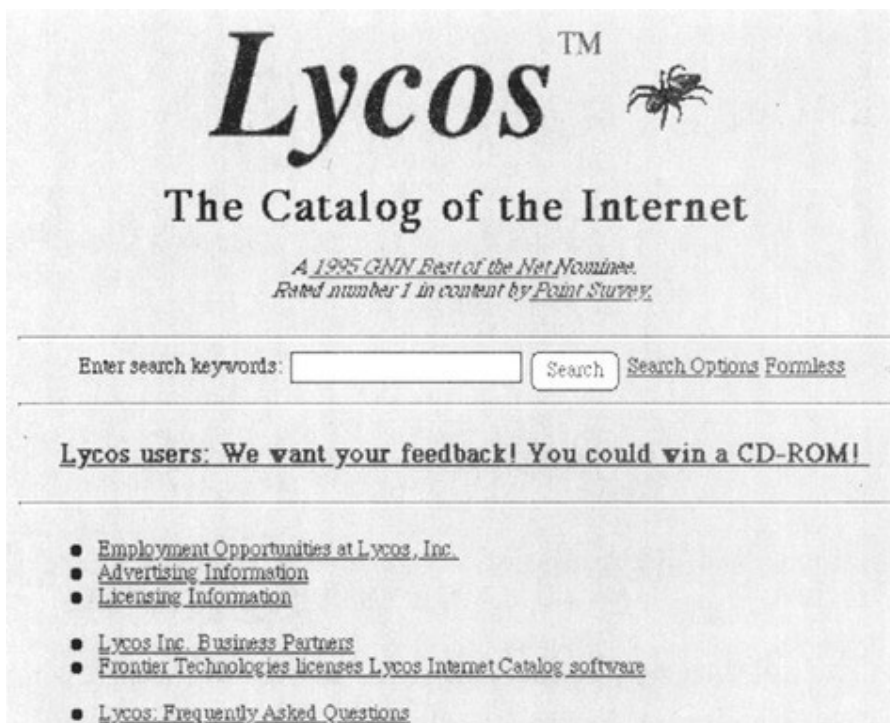 Lycos™
The Catalog of the Internet
A 1995 GNN Best of the Net Nominee.
Rated number 1 in content by Point Survey.
Enter search keywords: Search Search Options Formless
Lycos users: We want your feedback! You could win a CD-ROM!
Employment Opportunities at Lycos, Inc.
Advertising Information
Licensing Information
Lycos Inc. Business Partners
Frontier Technologies licenses Lycos Internet Catalog software
Lycos: Frequently Asked Questions